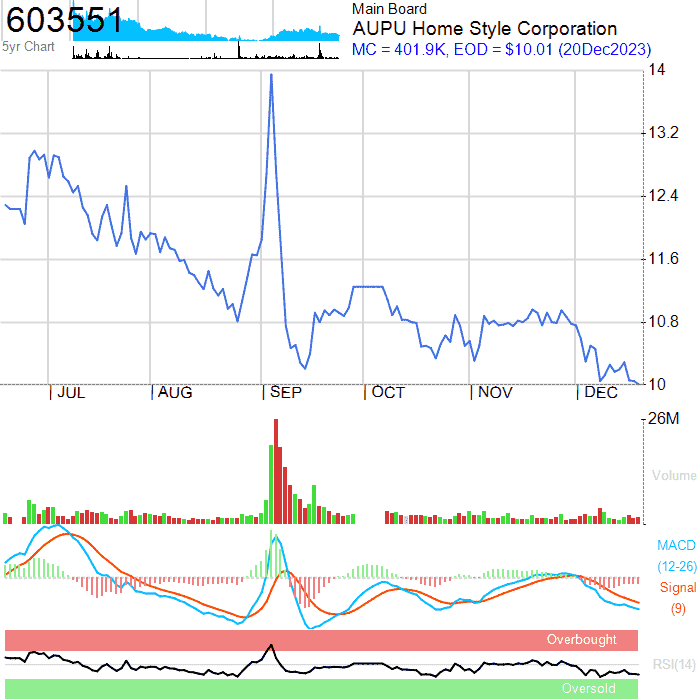 603551
5yr Chart
Main Board
AUPU Home Style Corporation
MC = 401.9K, EOD = $10.01 (20Dec2023)
14
13.2
12.4
11.6
10.8
10
JUL AUG SEP OCT NOV DEC
26M
Volume
MACD
(12-26)
Signal
(9)
Overbought
RSI(14)
Oversold